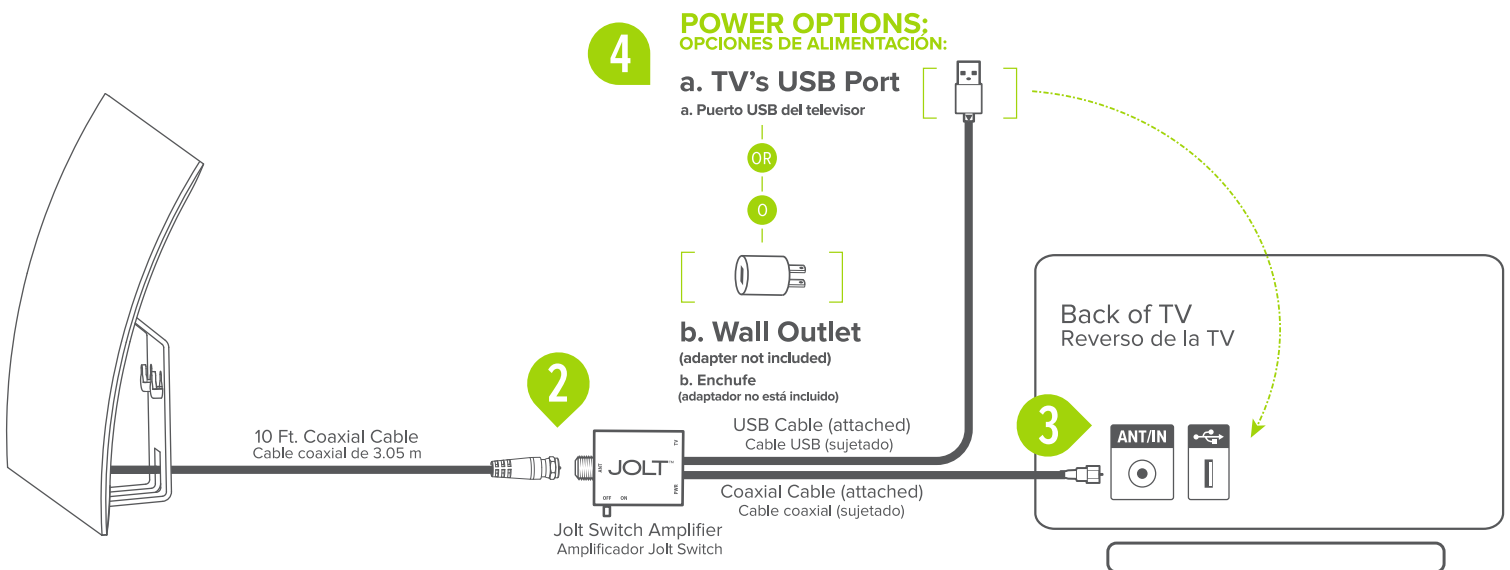 4
POWER OPTIONS:
OPCIONES DE ALIMENTACIÓN:
a. TV's USB Port
a. Puerto USB del televisor
OR
O
b. Wall Outlet
(adapter not included)
b. Enchufe
(adaptador no está incluido)
2
10 Ft. Coaxial Cable
Cable coaxial de 3.05 m
ANT
JOLT™
TV
PWR
OFF ON
Jolt Switch Amplifier
Amplificador Jolt Switch
USB Cable (attached)
Cable USB (sujetado)
Coaxial Cable (attached)
Cable coaxial (sujetado)
Back of TV
Reverso de la TV
3
ANT/IN